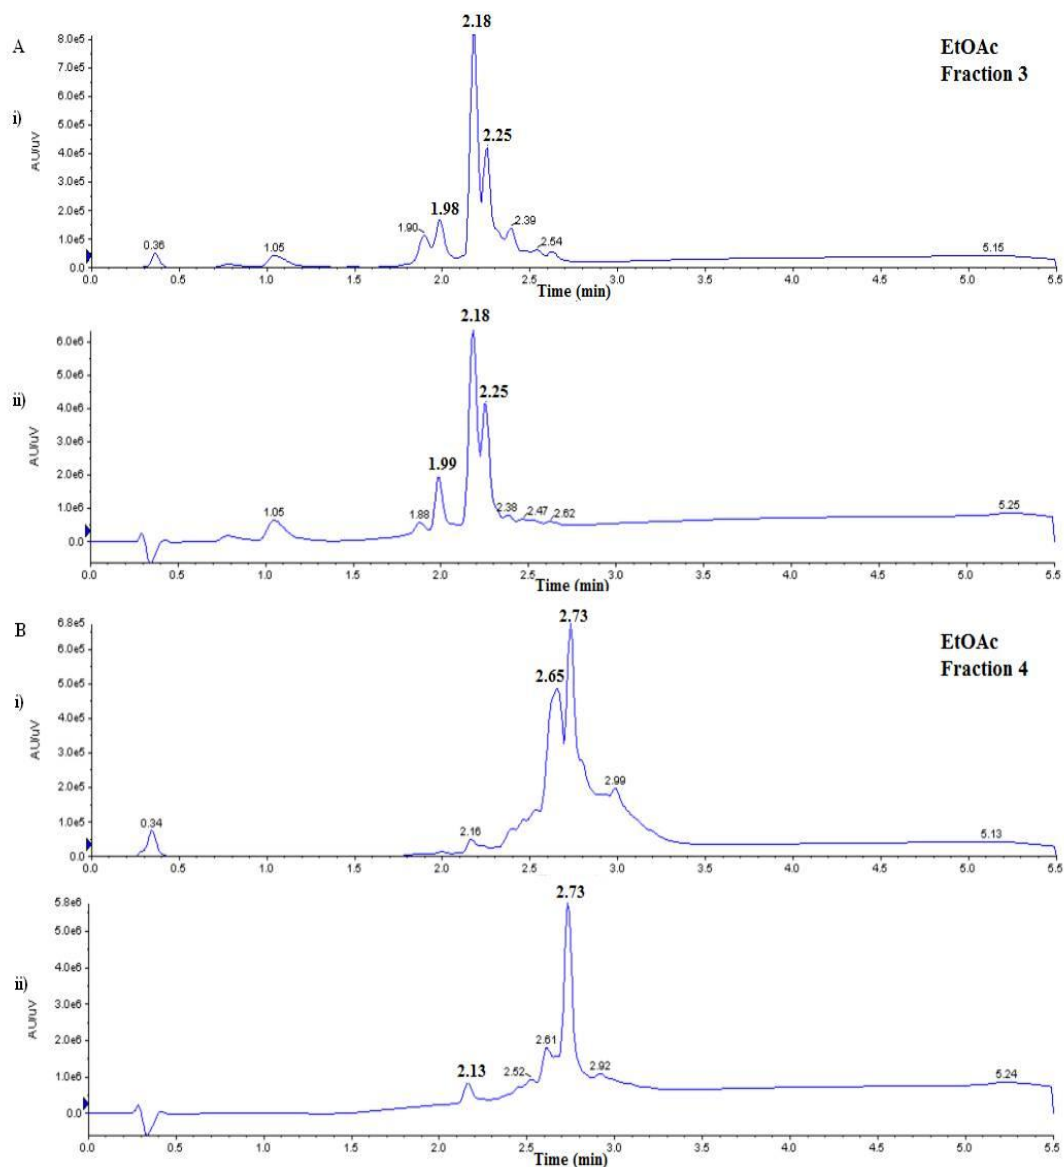 A
EtOAc
Fraction 3
i)
AU/uV
8.0e5
7.0e5
6.0e5
5.0e5
4.0e5
3.0e5
2.0e5
1.0e5
0.0
2.18
2.25
1.98
1.90
2.39
2.54
0.36
1.05
5.15
0.0 0.5 1.0 1.5 2.0 2.5 3.0 3.5 4.0 4.5 5.0 5.5
Time (min)
ii)
AU/uV
6.0e6
5.0e6
4.0e6
3.0e6
2.0e6
1.0e6
0.0
2.18
2.25
1.99
1.05
1.88
2.38
2.47
2.62
5.25
0.0 0.5 1.0 1.5 2.0 2.5 3.0 3.5 4.0 4.5 5.0 5.5
Time (min)
B
EtOAc
Fraction 4
i)
AU/uV
6.8e5
6.0e5
5.0e5
4.0e5
3.0e5
2.0e5
1.0e5
0.0
2.73
2.65
2.99
0.34
2.16
5.13
0.0 0.5 1.0 1.5 2.0 2.5 3.0 3.5 4.0 4.5 5.0 5.5
ii)
AU/uV
5.8e6
5.0e6
4.0e6
3.0e6
2.0e6
1.0e6
0.0
2.73
2.61
2.13
2.52
2.92
5.24
0.0 0.5 1.0 1.5 2.0 2.5 3.0 3.5 4.0 4.5 5.0 5.5
Time (min)